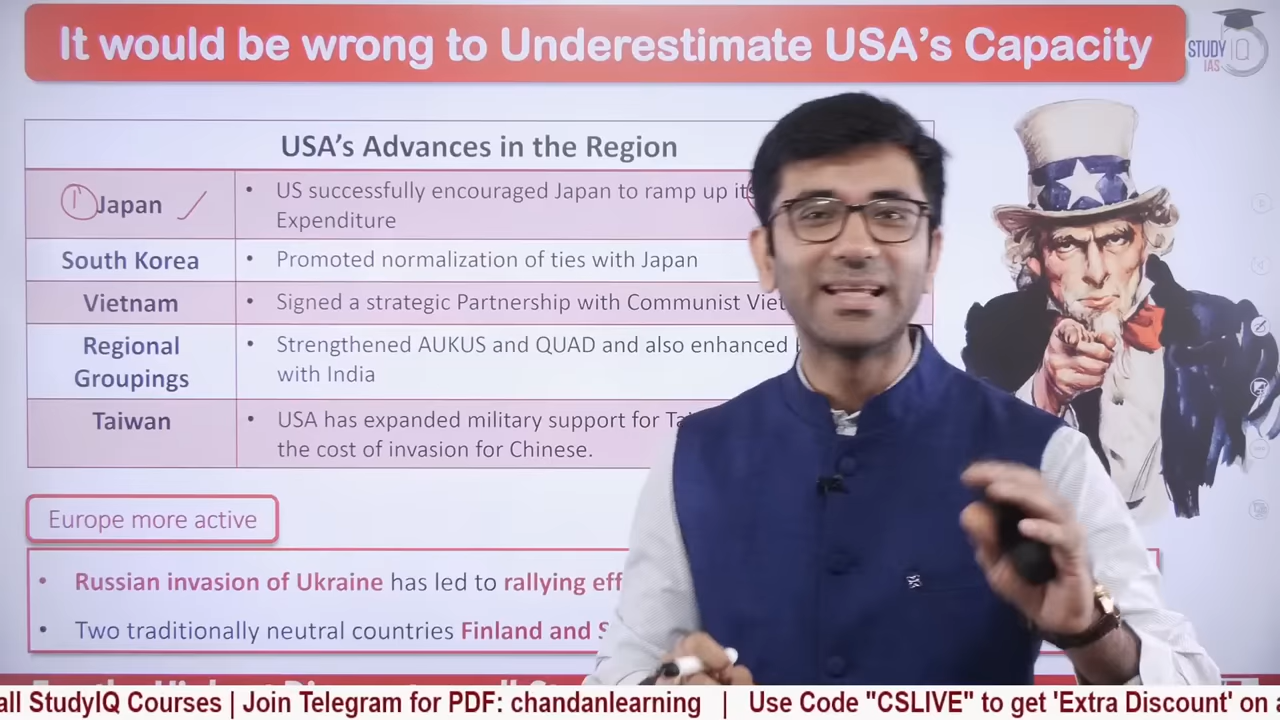 It would be wrong to Underestimate USA's Capacity
STUDY IQ
IAS
USA's Advances in the Region
1 Japan
• US successfully encouraged Japan to ramp up its
Expenditure
South Korea
• Promoted normalization of ties with Japan
Vietnam
• Signed a strategic Partnership with Communist
Regional
Groupings
• Strengthened AUKUS and QUAD and also enhanced
with India
Taiwan
• USA has expanded military support for
the cost of invasion for Chinese.
Europe more active
• Russian invasion of Ukraine has led to rallying
• Two traditionally neutral countries Finland and
all StudyIQ Courses | Join Telegram for PDF: chandanlearning | Use Code "CSLIVE" to get 'Extra Discount' on